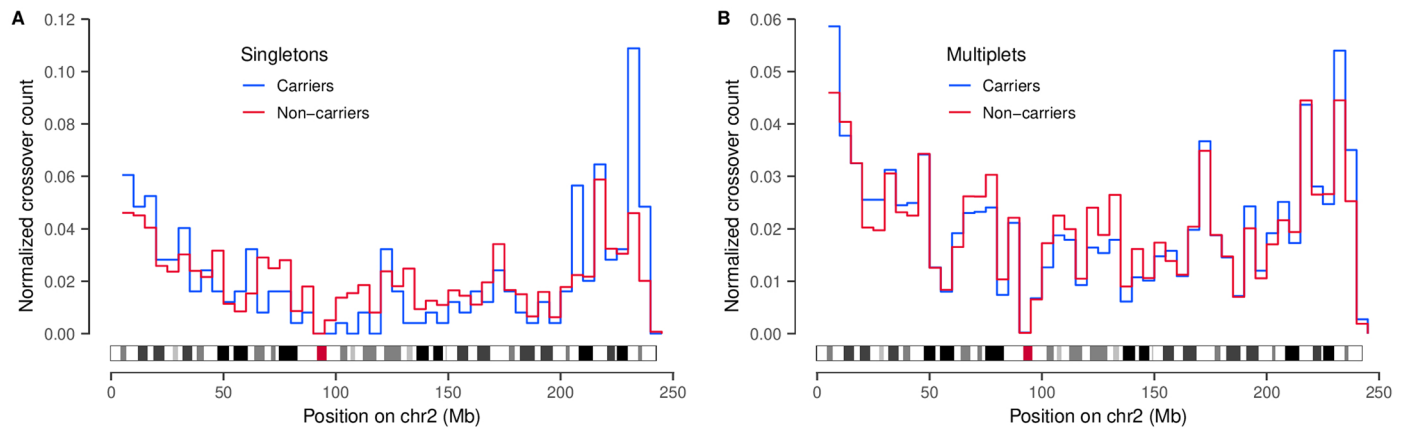 A
Normalized crossover count
0.12
0.10
0.08
0.06
0.04
0.02
0.00
Singletons
Carriers
Non−carriers
0 50 100 150 200 250
Position on chr2 (Mb)
B
Normalized crossover count
0.06
0.05
0.04
0.03
0.02
0.01
0.00
Multiplets
Carriers
Non−carriers
0 50 100 150 200 250
Position on chr2 (Mb)